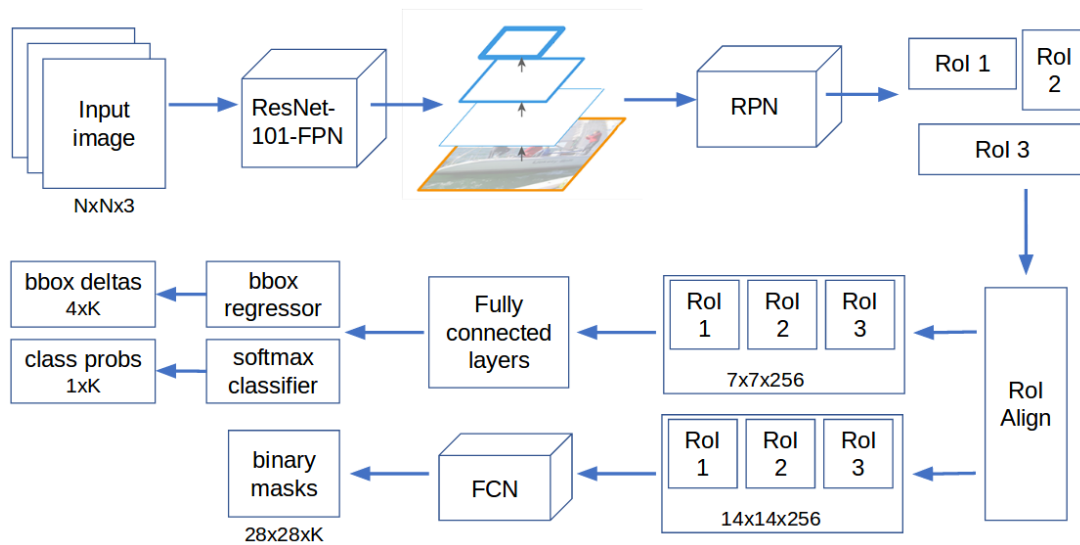 Input
image
NxNx3
ResNet-
101-FPN
RPN
RoI 1
RoI
2
RoI 3
bbox deltas
4xK
bbox
regressor
class probs
1xK
softmax
classifier
Fully
connected
layers
RoI
1
RoI
2
RoI
3
7x7x256
RoI
Align
binary
masks
28x28xK
FCN
RoI
1
RoI
2
RoI
3
14x14x256